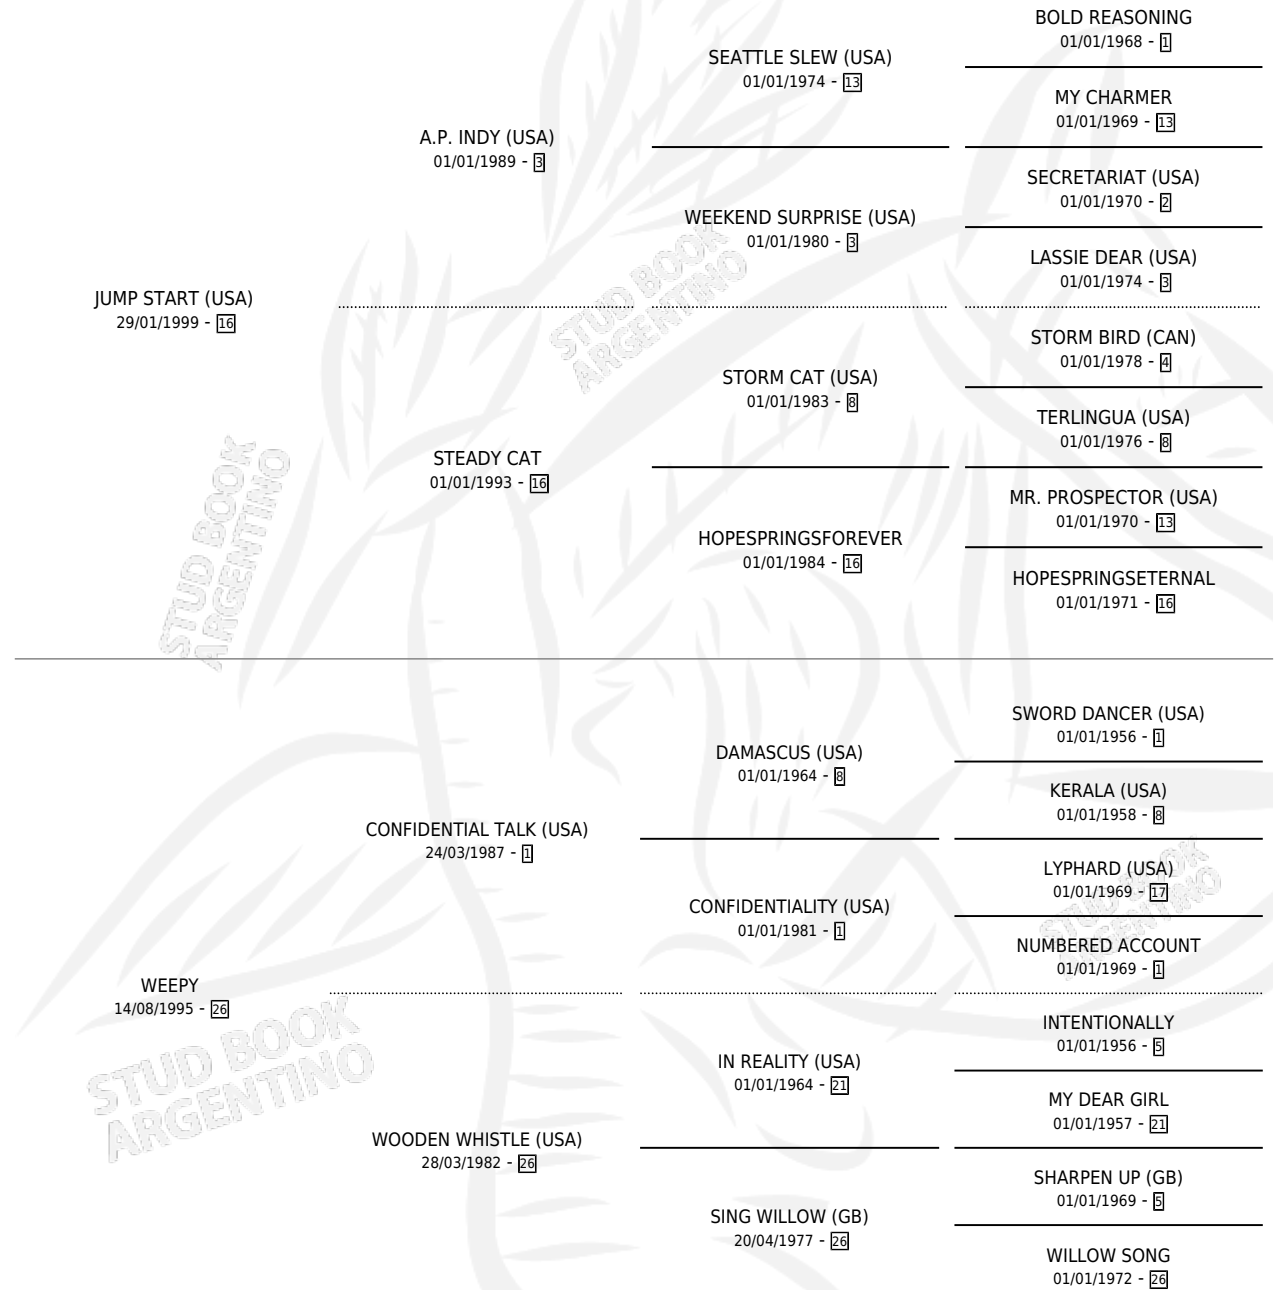 BOLD REASONING
01/01/1968 - 1
SEATTLE SLEW (USA)
01/01/1974 - 13
MY CHARMER
01/01/1969 - 13
A.P. INDY (USA)
01/01/1989 - 3
SECRETARIAT (USA)
01/01/1970 - 2
WEEKEND SURPRISE (USA)
01/01/1980 - 3
LASSIE DEAR (USA)
01/01/1974 - 3
JUMP START (USA)
29/01/1999 - 16
STORM BIRD (CAN)
01/01/1978 - 4
STORM CAT (USA)
01/01/1983 - 8
TERLINGUA (USA)
01/01/1976 - 8
STEADY CAT
01/01/1993 - 16
MR. PROSPECTOR (USA)
01/01/1970 - 13
HOPESPRINGSFOREVER
01/01/1984 - 16
HOPESPRINGSETERNAL
01/01/1971 - 16
SWORD DANCER (USA)
01/01/1956 - 1
DAMASCUS (USA)
01/01/1964 - 8
KERALA (USA)
01/01/1958 - 8
CONFIDENTIAL TALK (USA)
24/03/1987 - 1
LYPHARD (USA)
01/01/1969 - 17
CONFIDENTIALITY (USA)
01/01/1981 - 1
NUMBERED ACCOUNT
01/01/1969 - 1
WEEPY
14/08/1995 - 26
INTENTIONALLY
01/01/1956 - 5
IN REALITY (USA)
01/01/1964 - 21
MY DEAR GIRL
01/01/1957 - 21
WOODEN WHISTLE (USA)
28/03/1982 - 26
SHARPEN UP (GB)
01/01/1969 - 5
SING WILLOW (GB)
20/04/1977 - 26
WILLOW SONG
01/01/1972 - 26
STUD BOOK
ARGENTINO
STUD BOOK
ARGENTINO
STUD BOOK
ARGENTINO
STUD BOOK
ARGENTINO